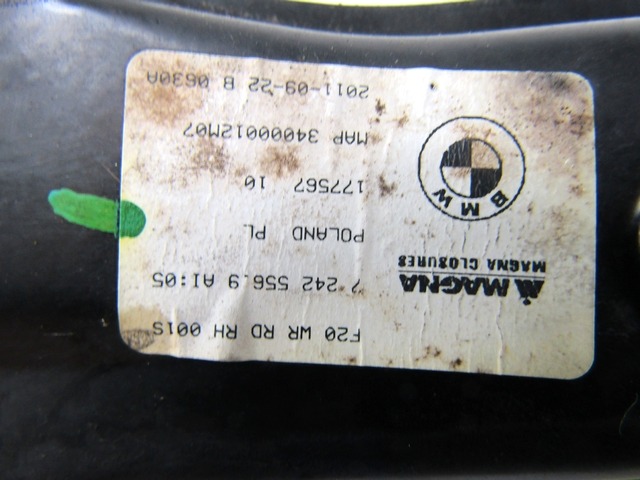 F20 WR RD RH 001S
7 242 556.9 AI:05
POLAND PL
177567 10
MAP 34000012M07
2011-09-22 B 0630A
MAGNA
MAGNA CLOSURES
BMW